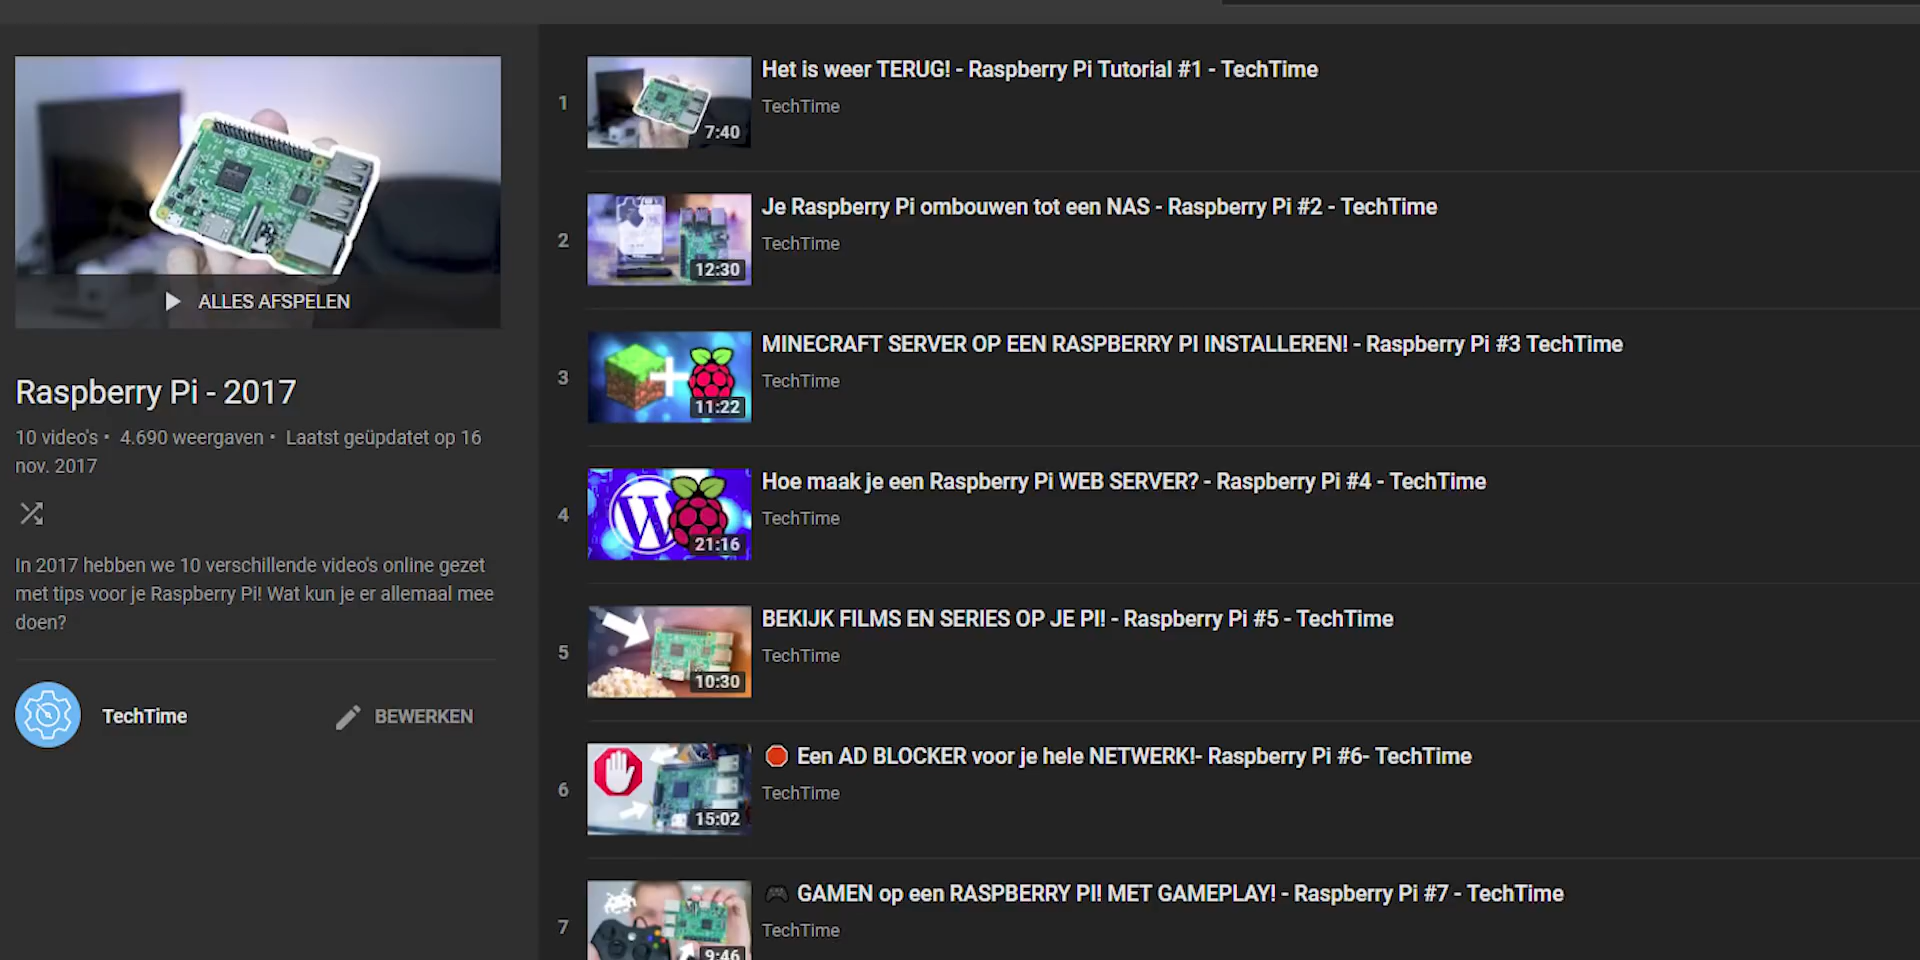 ALLES AFSPELEN
Raspberry Pi - 2017
10 video's • 4.690 weergaven • Laatst geüpdatet op 16
nov. 2017
In 2017 hebben we 10 verschillende video's online gezet
met tips voor je Raspberry Pi! Wat kun je er allemaal mee
doen?
TechTime
BEWERKEN
1
7:40
Het is weer TERUG! - Raspberry Pi Tutorial #1 - TechTime
TechTime
2
12:30
Je Raspberry Pi ombouwen tot een NAS - Raspberry Pi #2 - TechTime
TechTime
3
11:22
MINECRAFT SERVER OP EEN RASPBERRY PI INSTALLEREN! - Raspberry Pi #3 TechTime
TechTime
4
21:16
Hoe maak je een Raspberry Pi WEB SERVER? - Raspberry Pi #4 - TechTime
TechTime
5
10:30
BEKIJK FILMS EN SERIES OP JE PI! - Raspberry Pi #5 - TechTime
TechTime
6
15:02
🛑 Een AD BLOCKER voor je hele NETWERK!- Raspberry Pi #6- TechTime
TechTime
7
9:46
🎮 GAMEN op een RASPBERRY PI! MET GAMEPLAY! - Raspberry Pi #7 - TechTime
TechTime